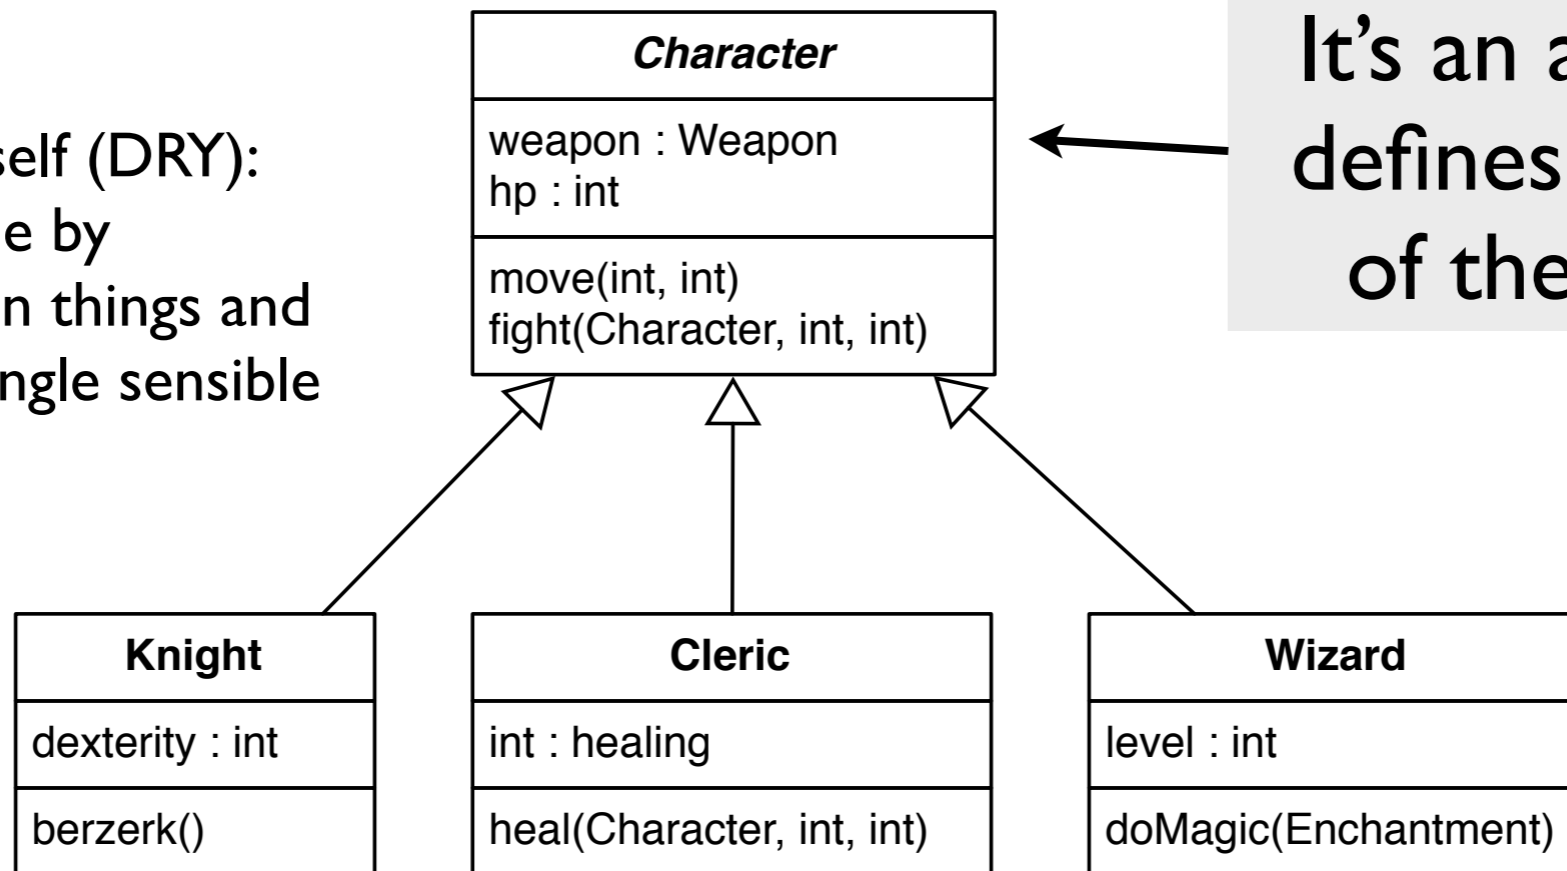 self (DRY):
e by
n things and
ngle sensible
Character
weapon : Weapon
hp : int
move(int, int)
fight(Character, int, int)
It’s an a
defines
of the
Knight
dexterity : int
berzerk()
Cleric
int : healing
heal(Character, int, int)
Wizard
level : int
doMagic(Enchantment)